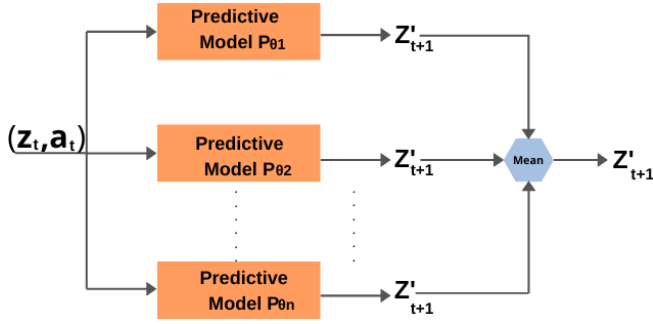 Predictive
Model Pθ1
Z't+1
(zt,at)
Predictive
Model Pθ2
Z't+1
Mean
Z't+1
Predictive
Model Pθn
Z't+1